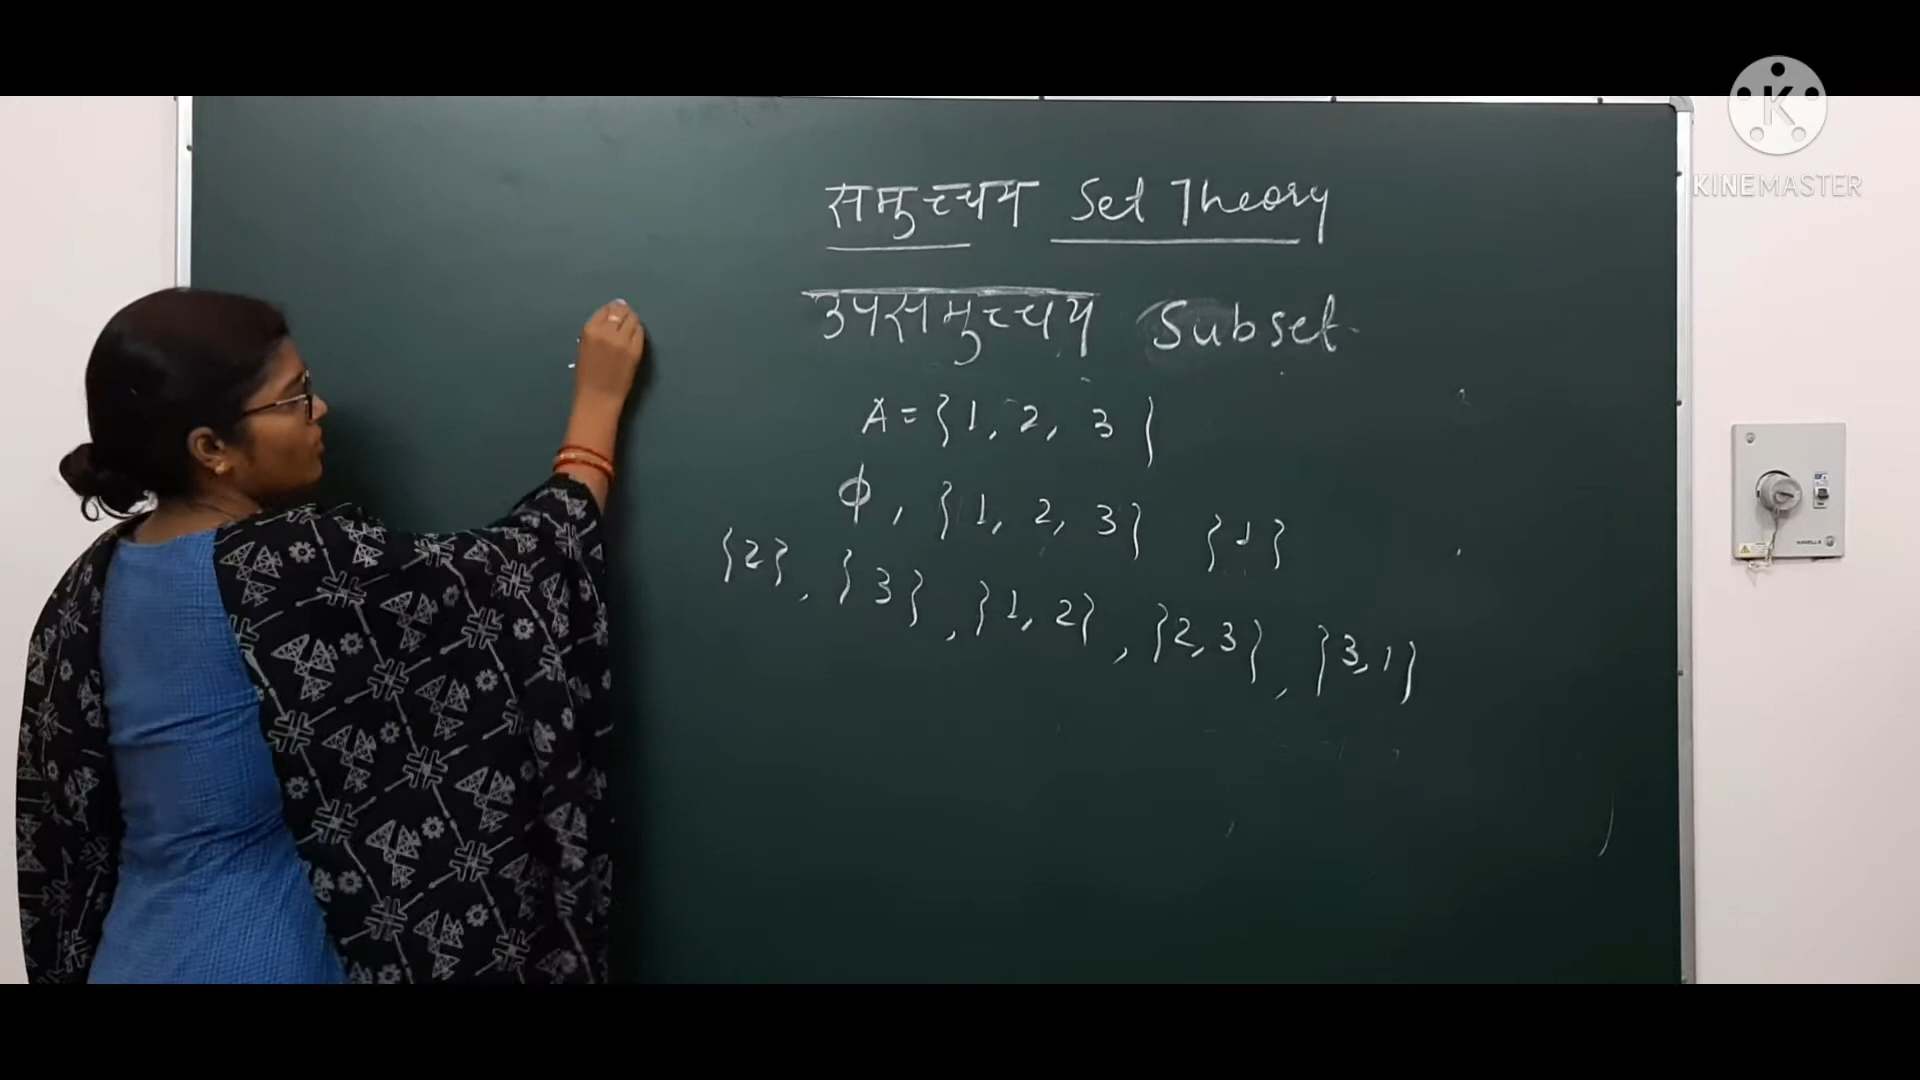 KINEMASTER
समुच्चय Set Theory
उपसमुच्चय Subset
A = {1, 2, 3}
ϕ, {1, 2, 3} {1}
{2}, {3}, {1, 2}, {2, 3}, {3, 1}